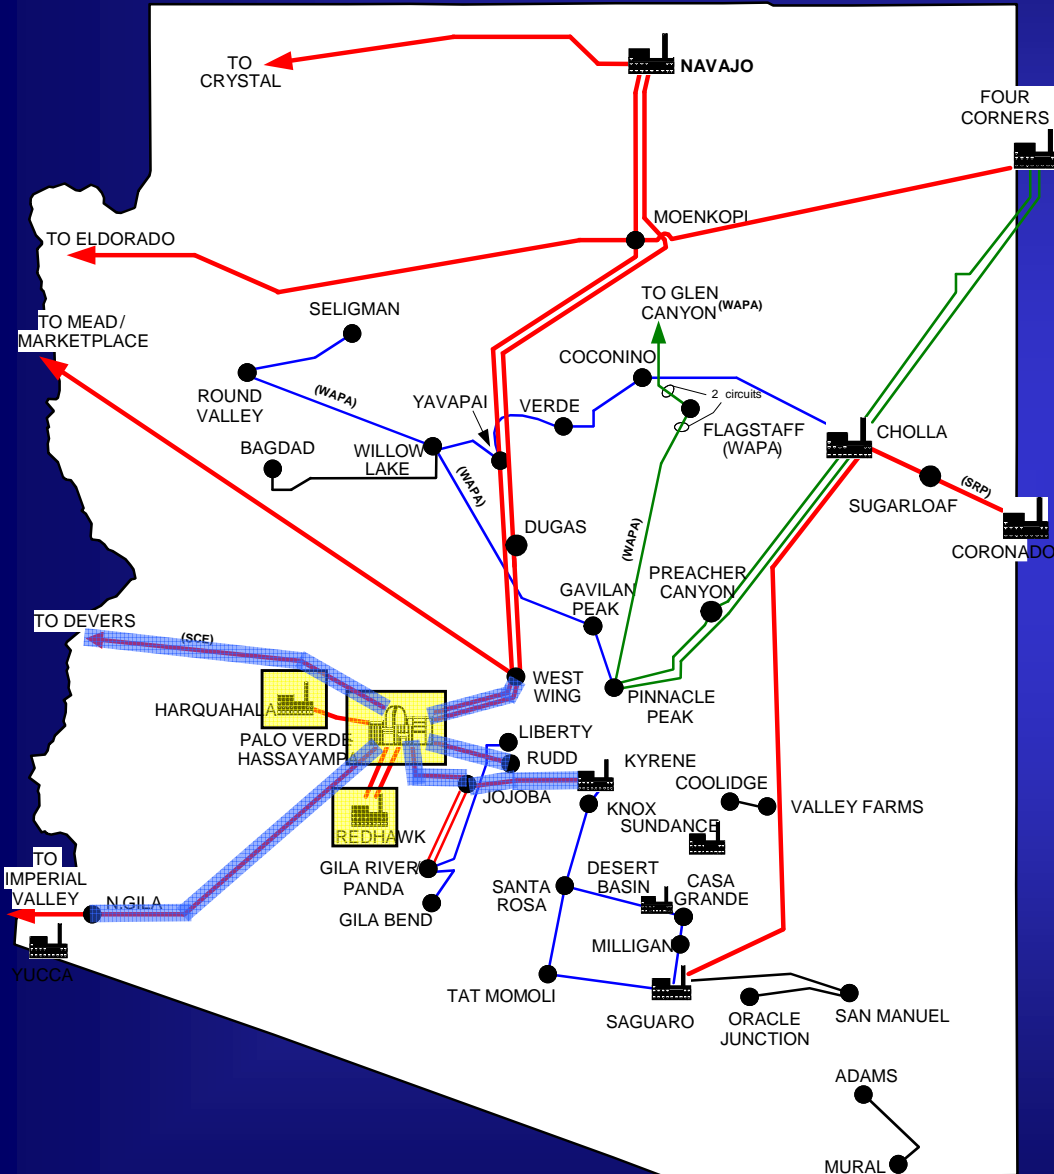 TO
CRYSTAL
NAVAJO
FOUR
CORNERS
MOENKOPI
TO ELDORADO
TO GLEN
CANYON (WAPA)
SELIGMAN
TO MEAD/
MARKETPLACE
COCONINO
ROUND
VALLEY
(WAPA)
YAVAPAI
VERDE
2 circuits
FLAGSTAFF
(WAPA)
CHOLLA
BAGDAD
WILLOW
LAKE
(WAPA)
SUGARLOAF
(SRP)
CORONADO
DUGAS
(WAPA)
GAVILAN
PEAK
PREACHER
CANYON
TO DEVERS
(SCE)
WEST
WING
PINNACLE
PEAK
HARQUAHALA
PALO VERDE
HASSAYAMPA
LIBERTY
RUDD
KYRENE
JOJOBA
COOLIDGE
VALLEY FARMS
KNOX
SUNDANCE
REDHAWK
TO
IMPERIAL
VALLEY
N.GILA
GILA RIVER/
PANDA
GILA BEND
SANTA
ROSA
DESERT
BASIN
CASA
GRANDE
MILLIGAN
YUCCA
TAT MOMOLI
SAGUARO
ORACLE
JUNCTION
SAN MANUEL
ADAMS
MURAL